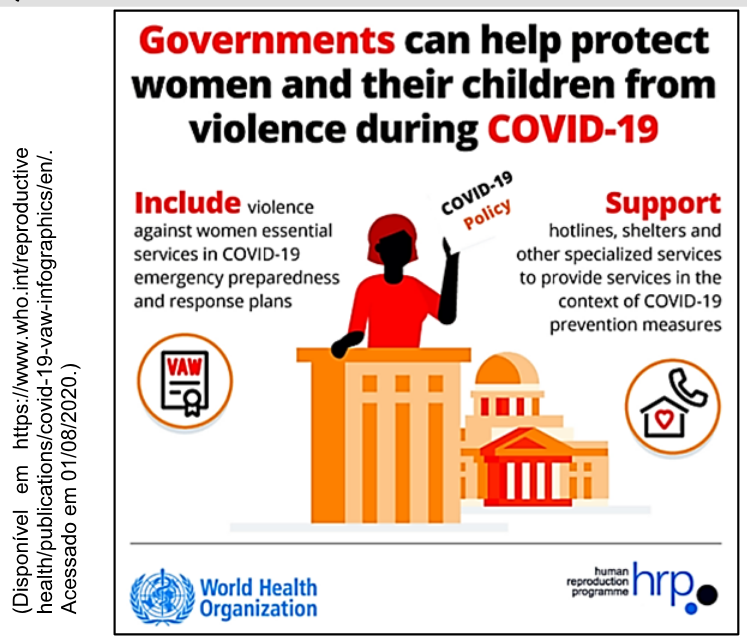 (Disponível em https://www.who.int/reproductive
health/publications/covid-19-vaw-infographics/en/.
Acessado em 01/08/2020.)
Governments can help protect
women and their children from
violence during COVID-19
Include violence
against women essential
services in COVID-19
emergency preparedness
and response plans
VAW
COVID-19
Policy
Support
hotlines, shelters and
other specialized services
to provide services in the
context of COVID-19
prevention measures
World Health
Organization
human
reproduction
programme
hrp